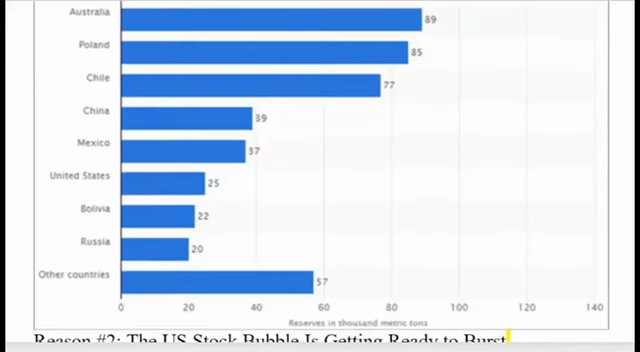 Australia 89
Poland 85
Chile 77
China 39
Mexico 37
United States 25
Bolivia 22
Russia 20
Other countries 57
0 20 40 60 80 100 120 140
Reserves in thousand metric tons
Reason #2: The US Stock Bubble Is Getting Ready to Burst